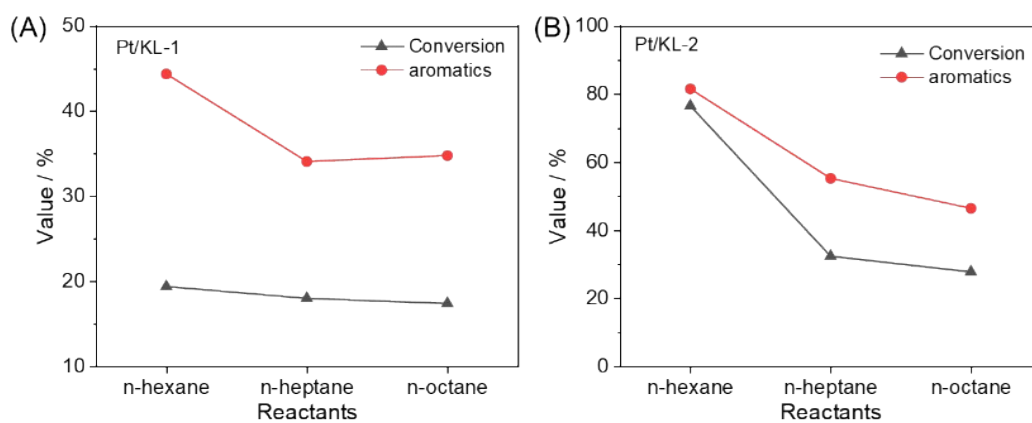 (A)
Pt/KL-1
Conversion
aromatics
Value / %
50
40
30
20
10
n-hexane
n-heptane
n-octane
Reactants
(B)
Pt/KL-2
Conversion
aromatics
Value / %
100
80
60
40
20
0
n-hexane
n-heptane
n-octane
Reactants